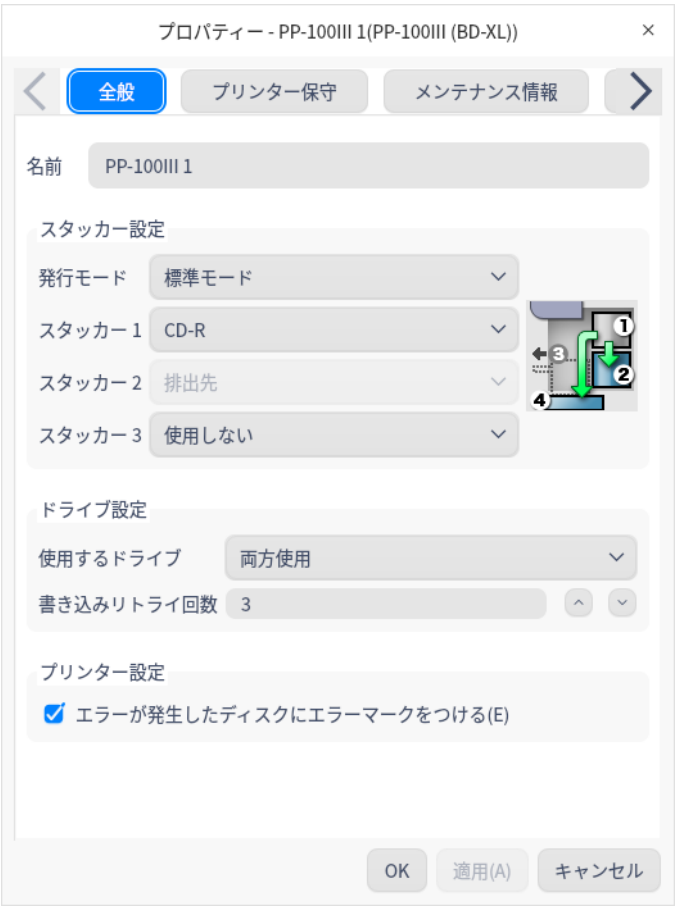 プロパティー - PP-100III 1(PP-100III (BD-XL))
全般 プリンター保守 メンテナンス情報
名前 PP-100III 1
スタッカー設定
発行モード 標準モード
スタッカー 1 CD-R
スタッカー 2 排出先
スタッカー 3 使用しない
1
3
2
4
ドライブ設定
使用するドライブ 両方使用
書き込みリトライ回数 3
プリンター設定
エラーが発生したディスクにエラーマークをつける(E)
OK 適用(A) キャンセル